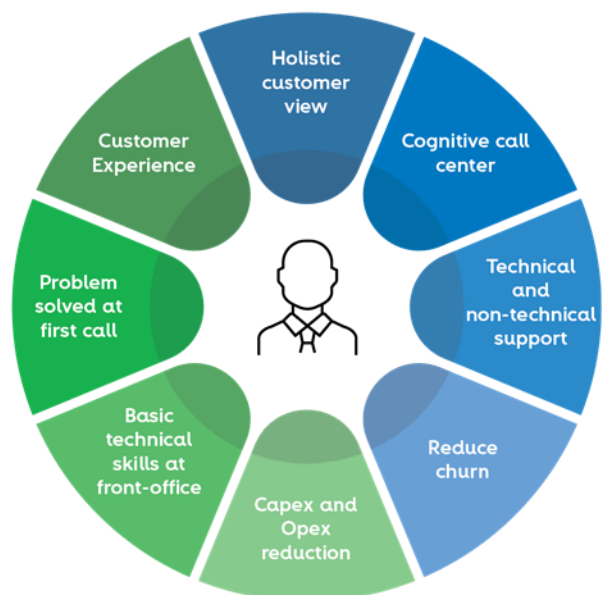 Holistic
customer
view
Cognitive call
center
Technical
and
non-technical
support
Reduce
churn
Capex and
Opex
reduction
Basic
technical
skills at
front-office
Problem
solved at
first call
Customer
Experience